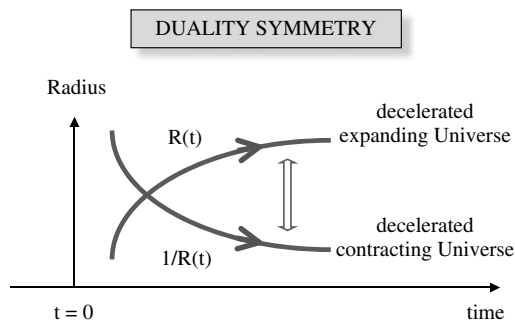 DUALITY SYMMETRY
Radius
R(t)
decelerated
expanding Universe
decelerated
contracting Universe
1/R(t)
t = 0
time